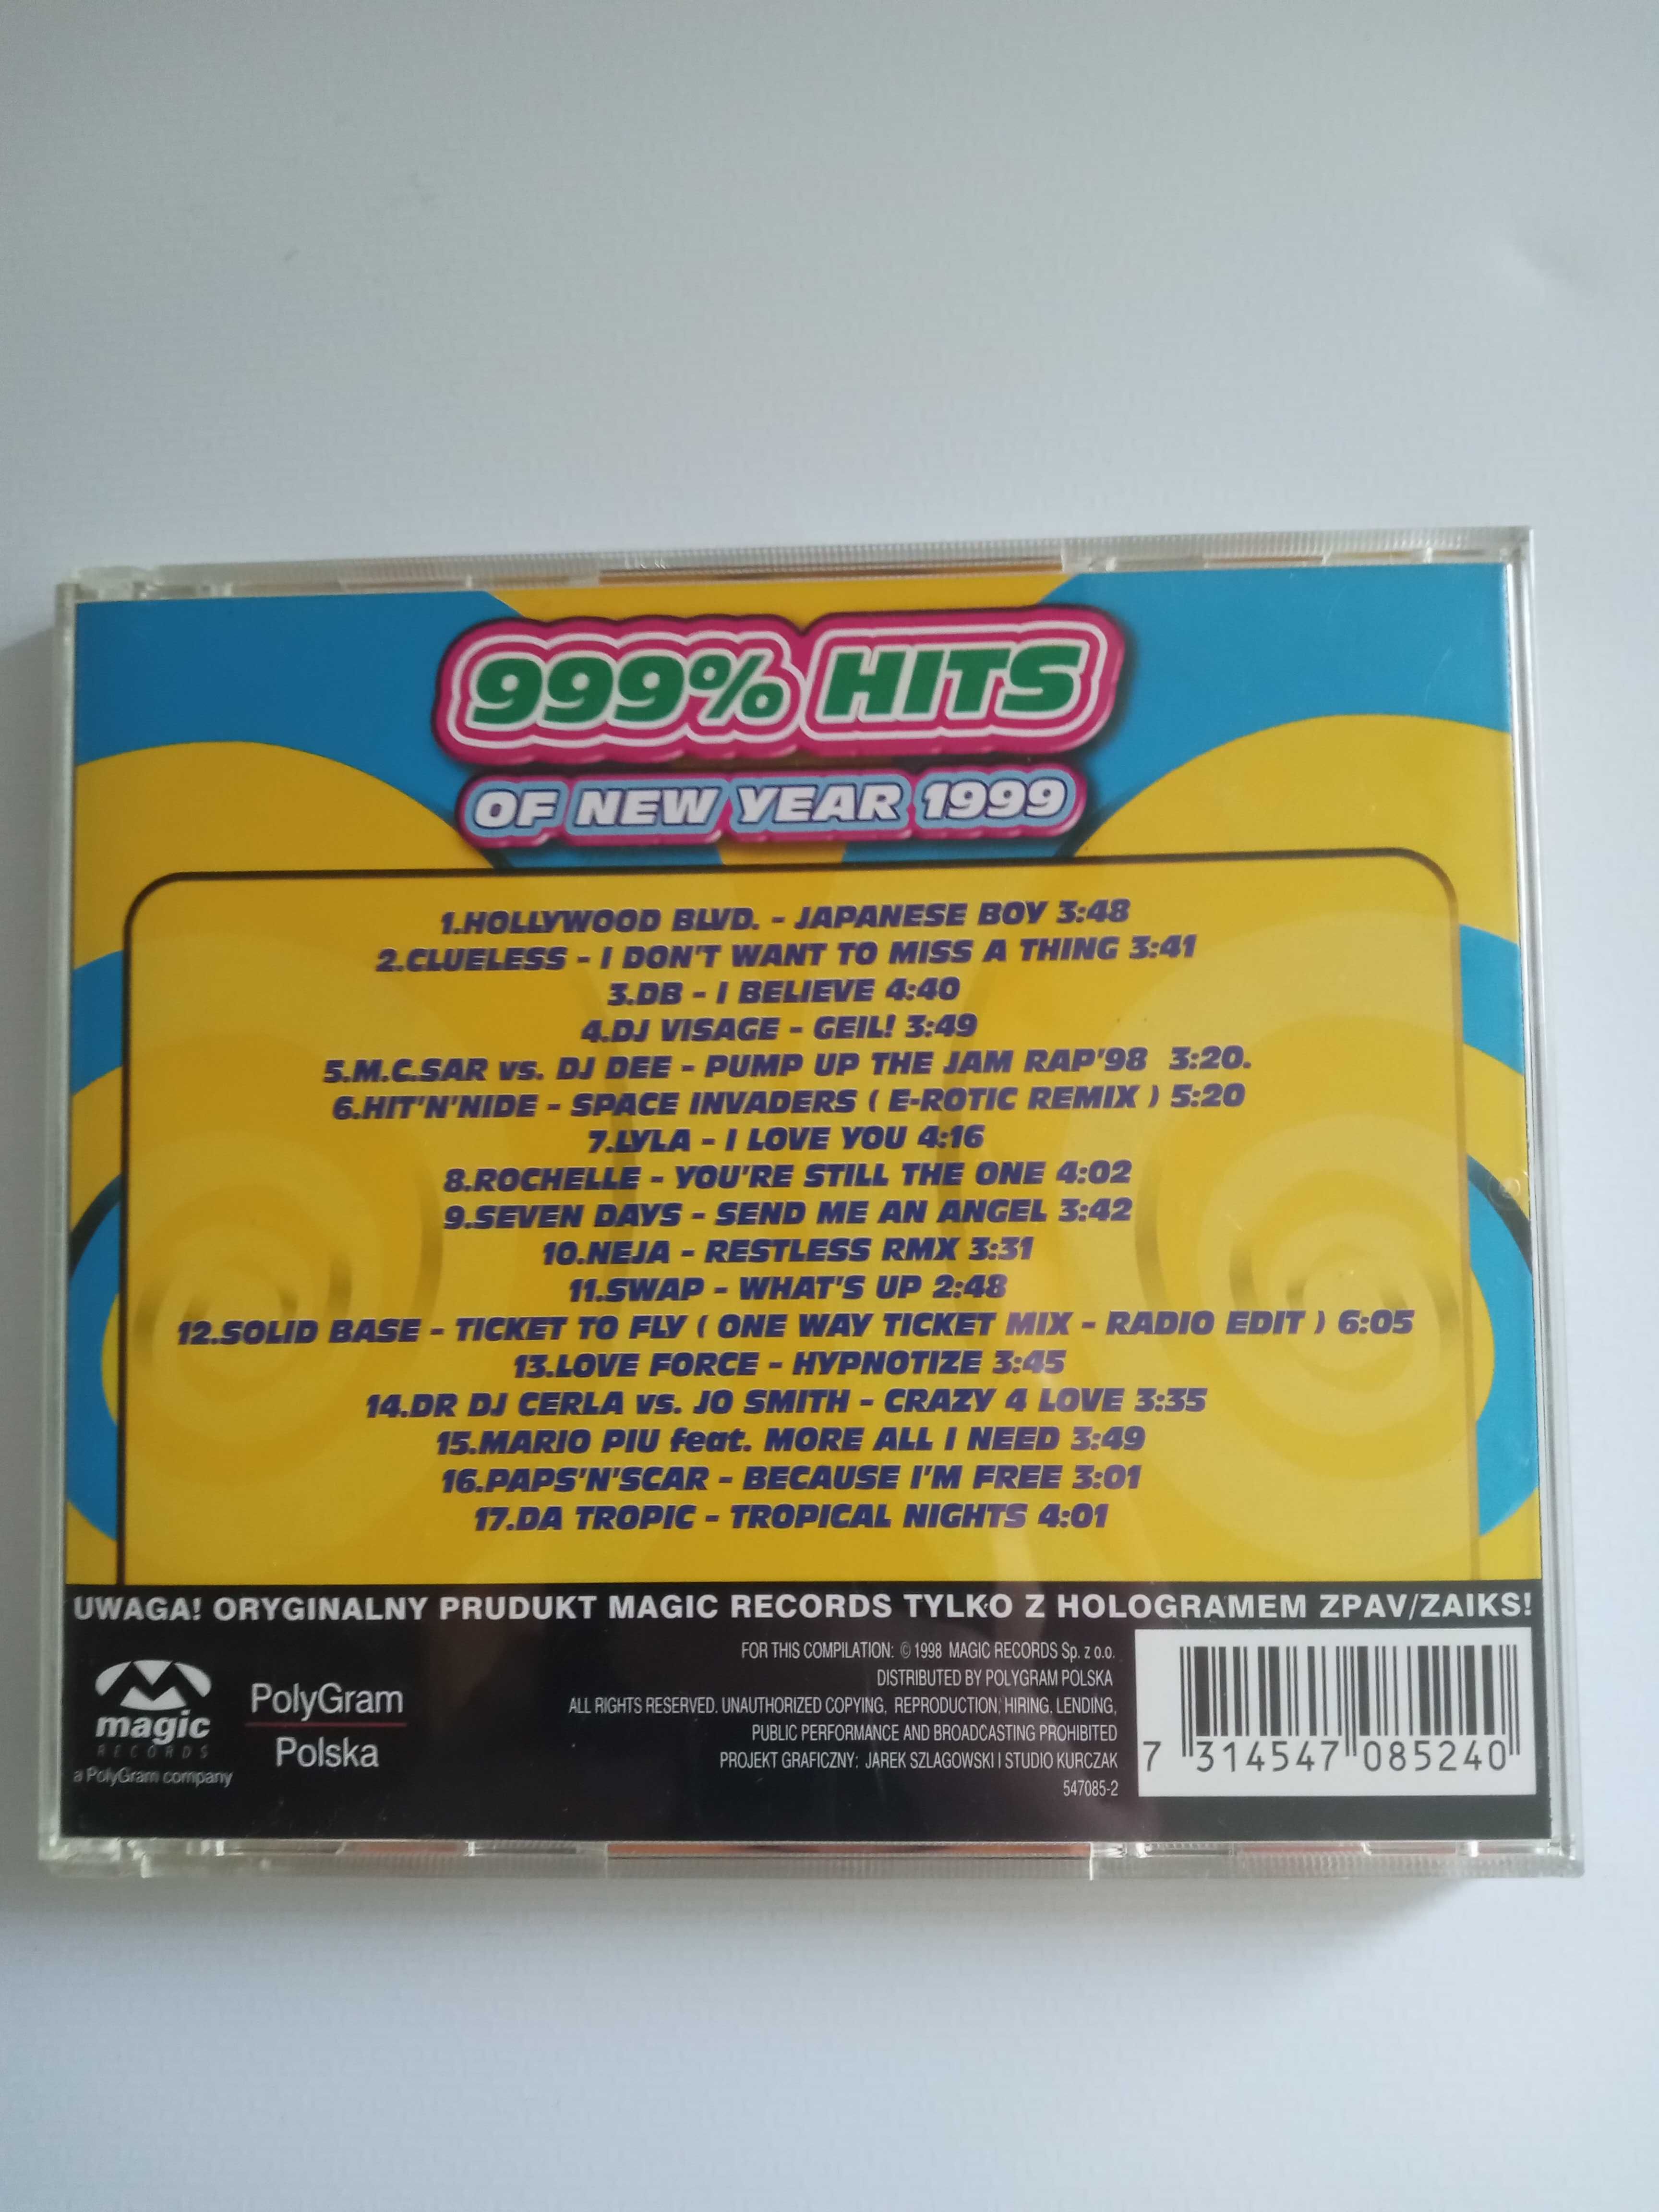 999% HITS
OF NEW YEAR 1999
1.HOLLYWOOD BLVD. - JAPANESE BOY 3:48
2.CLUELESS - I DON'T WANT TO MISS A THING 3:41
3.DB - I BELIEVE 4:40
4.DJ VISAGE - GEIL! 3:49
5.M.C.SAR vs. DJ DEE - PUMP UP THE JAM RAP'98 3:20.
6.HIT'N'NIDE - SPACE INVADERS ( E-ROTIC REMIX ) 5:20
7.LYLA - I LOVE YOU 4:16
8.ROCHELLE - YOU'RE STILL THE ONE 4:02
9.SEVEN DAYS - SEND ME AN ANGEL 3:42
10.NEJA - RESTLESS RMX 3:31
11.SWAP - WHAT'S UP 2:48
12.SOLID BASE - TICKET TO FLY ( ONE WAY TICKET MIX - RADIO EDIT ) 6:05
13.LOVE FORCE - HYPNOTIZE 3:45
14.DR DJ CERLA vs. JO SMITH - CRAZY 4 LOVE 3:35
15.MARIO PIU feat. MORE ALL I NEED 3:49
16.PAPS'N'SCAR - BECAUSE I'M FREE 3:01
17.DA TROPIC - TROPICAL NIGHTS 4:01
UWAGA! ORYGINALNY PRUDUKT MAGIC RECORDS TYLKO Z HOLOGRAMEM ZPAV/ZAIKS!
magic
RECORDS
a PolyGram company
PolyGram
Polska
FOR THIS COMPILATION: © 1998 MAGIC RECORDS Sp. z o.o.
DISTRIBUTED BY POLYGRAM POLSKA
ALL RIGHTS RESERVED. UNAUTHORIZED COPYING, REPRODUCTION, HIRING, LENDING,
PUBLIC PERFORMANCE AND BROADCASTING PROHIBITED
PROJEKT GRAFICZNY: JAREK SZLAGOWSKI I STUDIO KURCZAK
547085-2
7 314547 085240